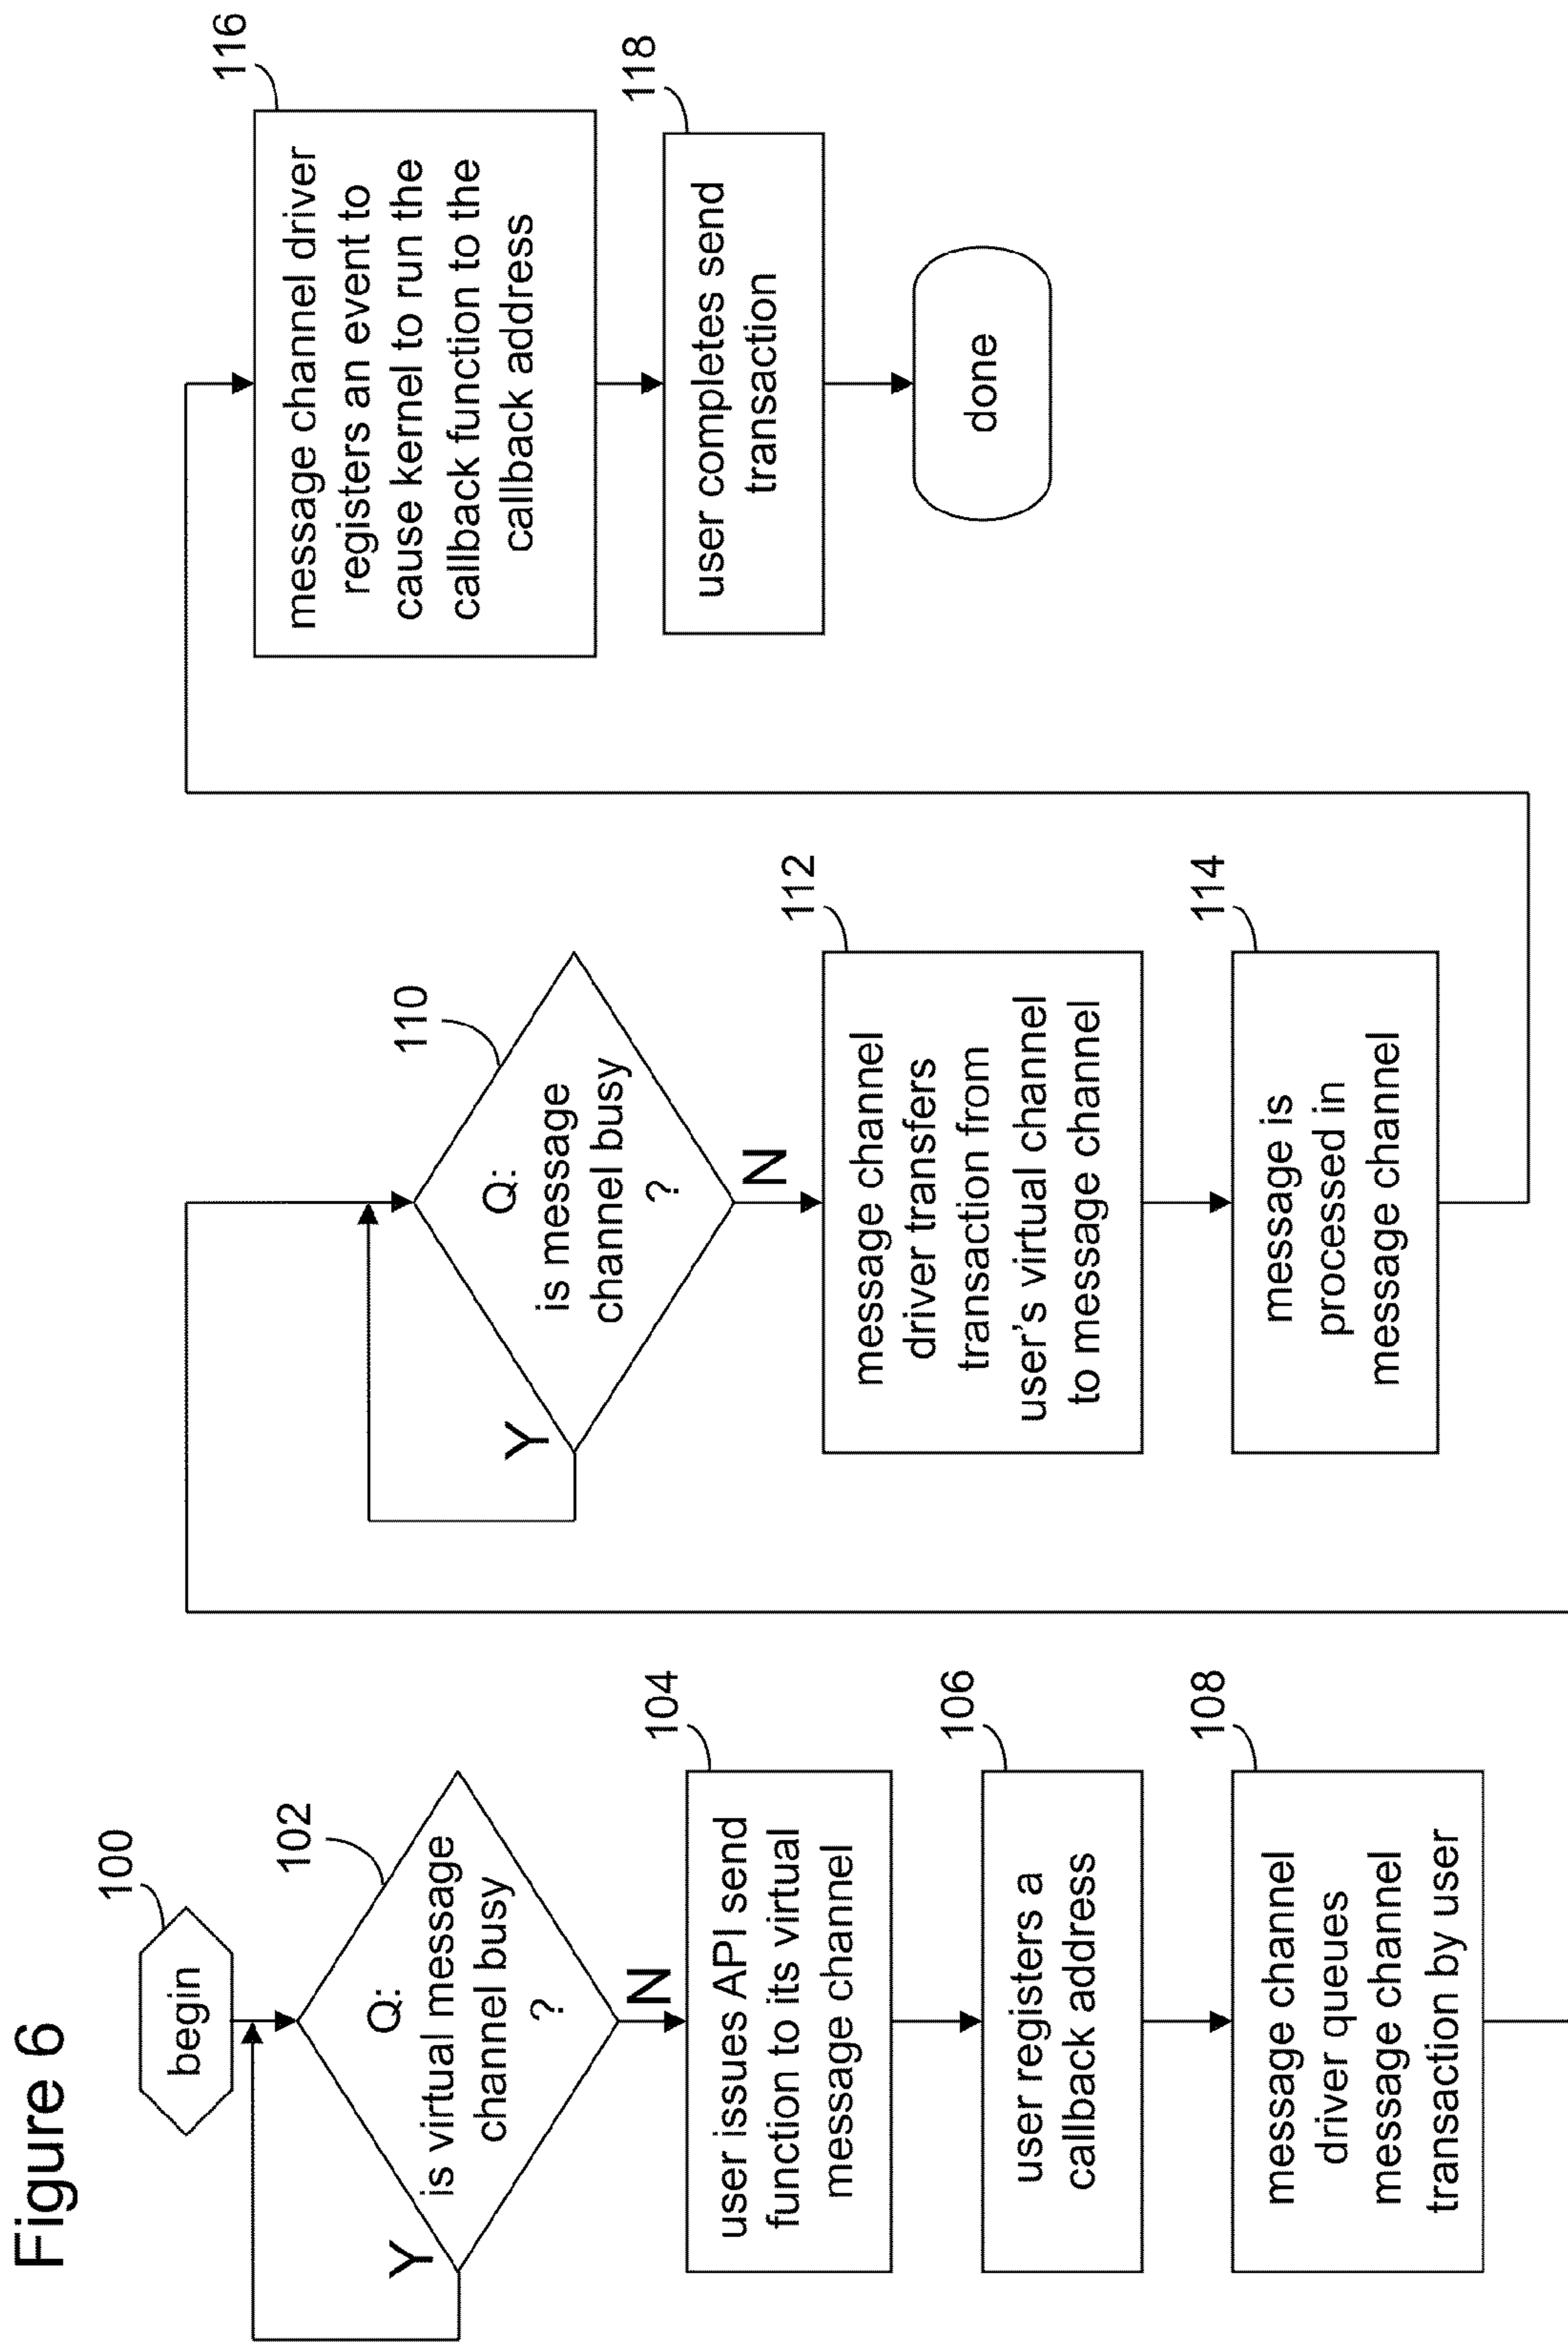 Figure 6
100
begin
102
Q:
is virtual message
channel busy
?
Y
N
104
user issues API send
function to its virtual
message channel
106
user registers a
callback address
108
message channel
driver queues
message channel
transaction by user
110
Q:
is message
channel busy
?
Y
N
112
message channel
driver transfers
transaction from
user's virtual channel
to message channel
114
message is
processed in
message channel
116
message channel driver
registers an event to
cause kernel to run the
callback function to the
callback address
118
user completes send
transaction
done